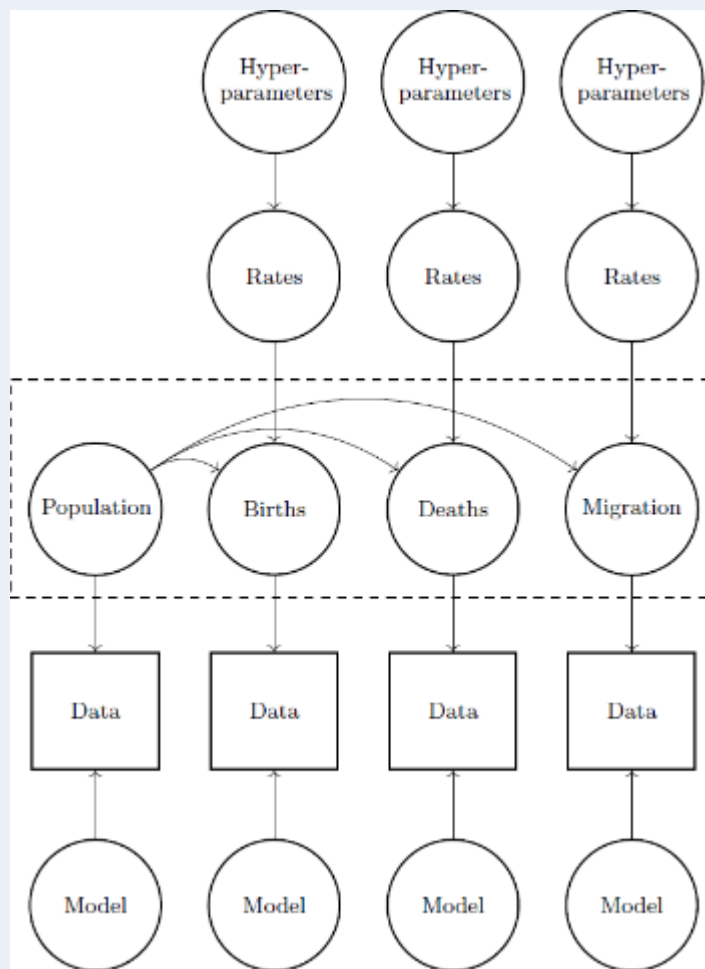 Hyper-
parameters
Hyper-
parameters
Hyper-
parameters
Rates
Rates
Rates
Population
Births
Deaths
Migration
Data
Data
Data
Data
Model
Model
Model
Model